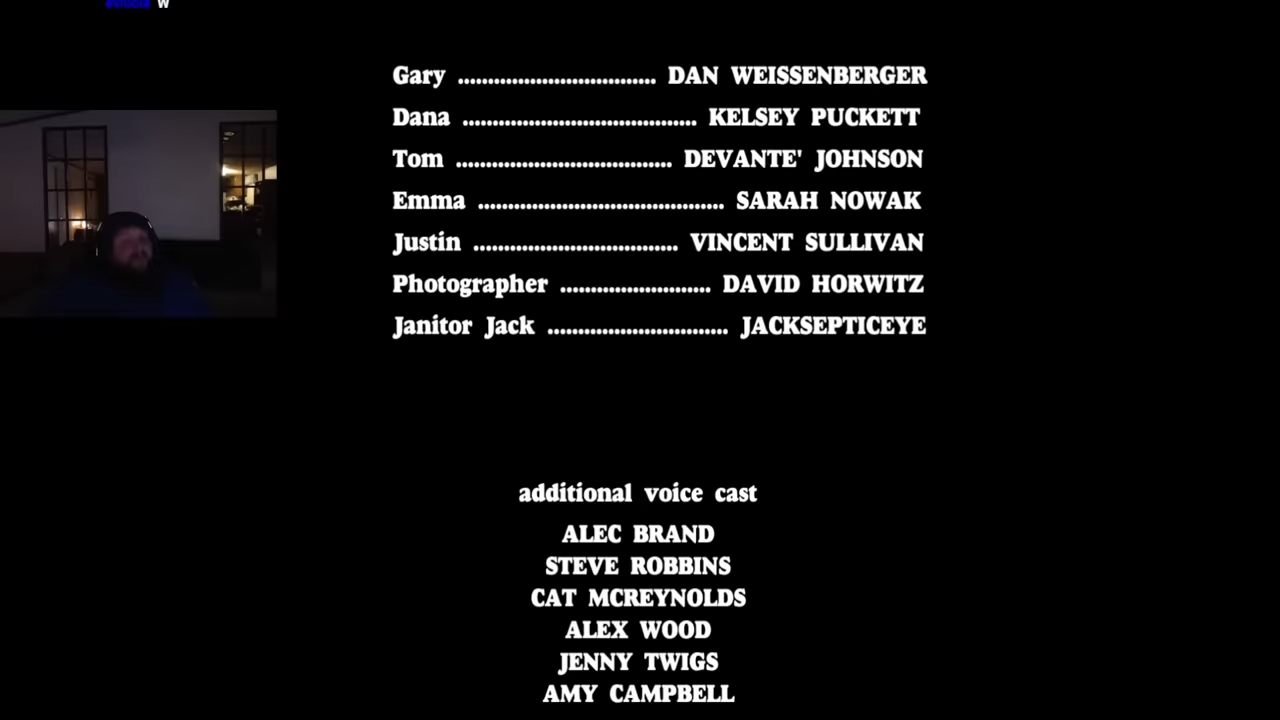 W
Gary ................................. DAN WEISSENBERGER
Dana ....................................... KELSEY PUCKETT
Tom .................................... DEVANTE' JOHNSON
Emma ......................................... SARAH NOWAK
Justin .................................. VINCENT SULLIVAN
Photographer ......................... DAVID HORWITZ
Janitor Jack .............................. JACKSEPTICEYE
additional voice cast
ALEC BRAND
STEVE ROBBINS
CAT MCREYNOLDS
ALEX WOOD
JENNY TWIGS
AMY CAMPBELL